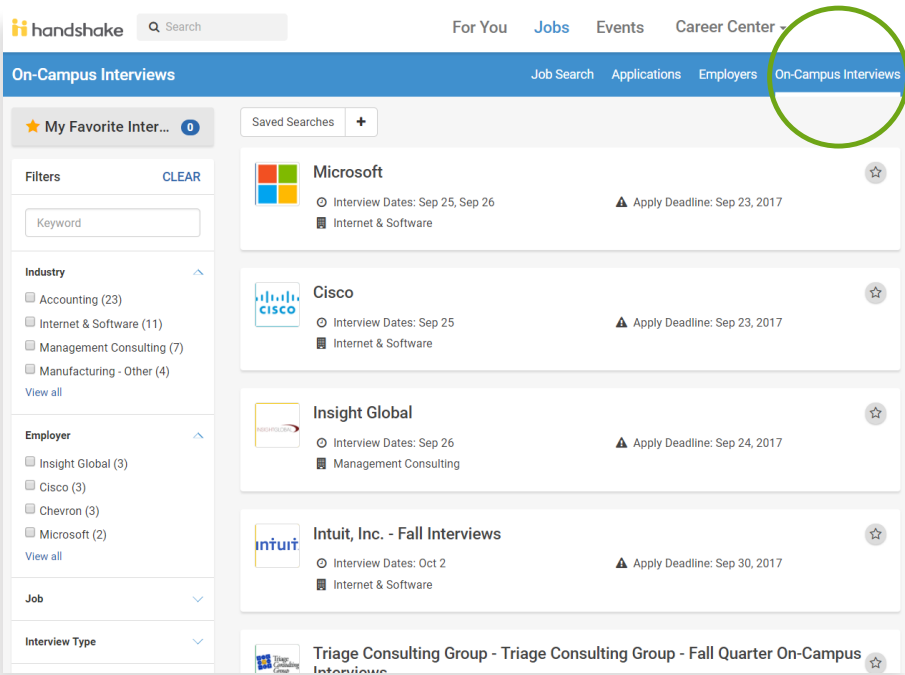 handshake
Search
For You Jobs Events Career Center
On-Campus Interviews
Job Search Applications Employers On-Campus Interviews
My Favorite Inter... 0
Saved Searches +
Filters CLEAR
Keyword
Industry
Accounting (23)
Internet & Software (11)
Management Consulting (7)
Manufacturing - Other (4)
View all
Employer
Insight Global (3)
Cisco (3)
Chevron (3)
Microsoft (2)
View all
Job
Interview Type
Microsoft
Interview Dates: Sep 25, Sep 26 Apply Deadline: Sep 23, 2017
Internet & Software
CISCO
Cisco
Interview Dates: Sep 25 Apply Deadline: Sep 23, 2017
Internet & Software
INSIGHT GLOBAL
Insight Global
Interview Dates: Sep 26 Apply Deadline: Sep 24, 2017
Management Consulting
INTUIT
Intuit, Inc. - Fall Interviews
Interview Dates: Oct 2 Apply Deadline: Sep 30, 2017
Internet & Software
Triage
Consulting
Group
Triage Consulting Group - Triage Consulting Group - Fall Quarter On-Campus
Interviews